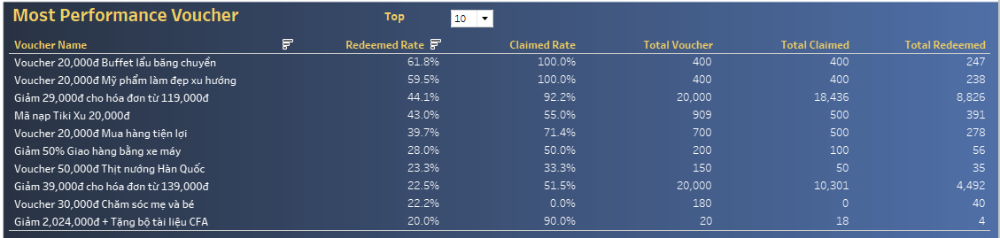 Most Performance Voucher Top 10
Voucher Name Redeemed Rate Claimed Rate Total Voucher Total Claimed Total Redeemed
Voucher 20,000đ Buffet lẩu băng chuyền 61.8% 100.0% 400 400 247
Voucher 20,000đ Mỹ phẩm làm đẹp xu hướng 59.5% 100.0% 400 400 238
Giảm 29,000đ cho hóa đơn từ 119,000đ 44.1% 92.2% 20,000 18,436 8,826
Mã nạp Tiki Xu 20,000đ 43.0% 55.0% 909 500 391
Voucher 20,000đ Mua hàng tiện lợi 39.7% 71.4% 700 500 278
Giảm 50% Giao hàng bằng xe máy 28.0% 50.0% 200 100 56
Voucher 50,000đ Thịt nướng Hàn Quốc 23.3% 33.3% 150 50 35
Giảm 39,000đ cho hóa đơn từ 139,000đ 22.5% 51.5% 20,000 10,301 4,492
Voucher 30,000đ Chăm sóc mẹ và bé 22.2% 0.0% 180 0 40
Giảm 2,024,000đ + Tặng bộ tài liệu CFA 20.0% 90.0% 20 18 4